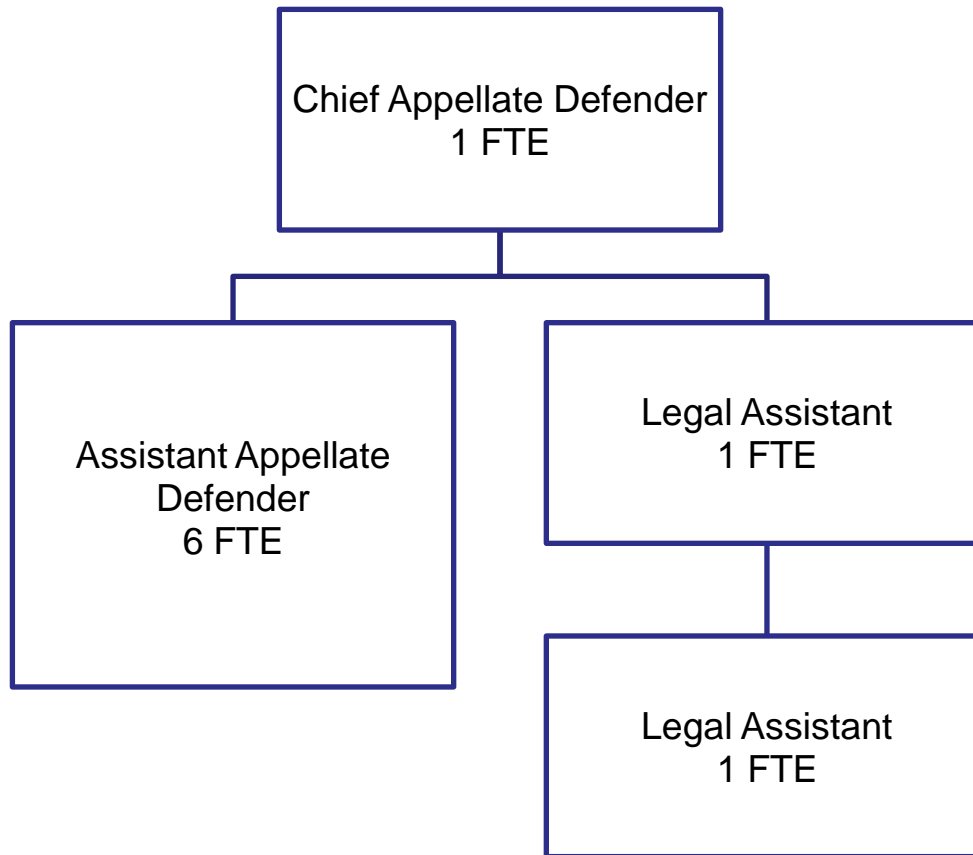 Chief Appellate Defender
1 FTE
Assistant Appellate
Defender
6 FTE
Legal Assistant
1 FTE
Legal Assistant
1 FTE